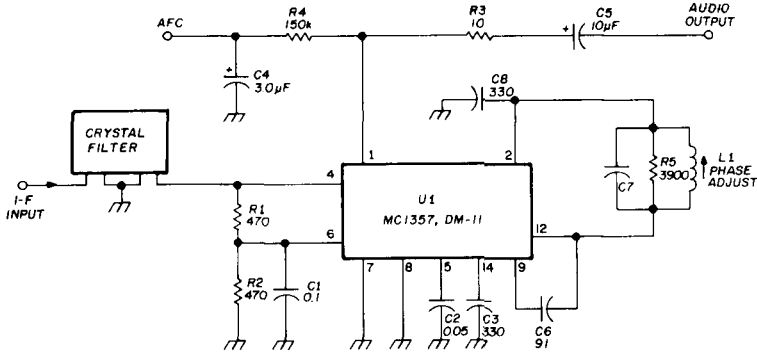 AFC
R4
150k
R3
10
C5
10µF
AUDIO
OUTPUT
+
+
C4
3.0µF
C8
330
CRYSTAL
FILTER
I-F
INPUT
1
2
4
6
12
7
8
5
14
9
U1
MC1357, DM-11
R1
470
R2
470
C1
0.1
C2
0.05
C3
330
C6
91
C7
R5
3900
L1
PHASE
ADJUST